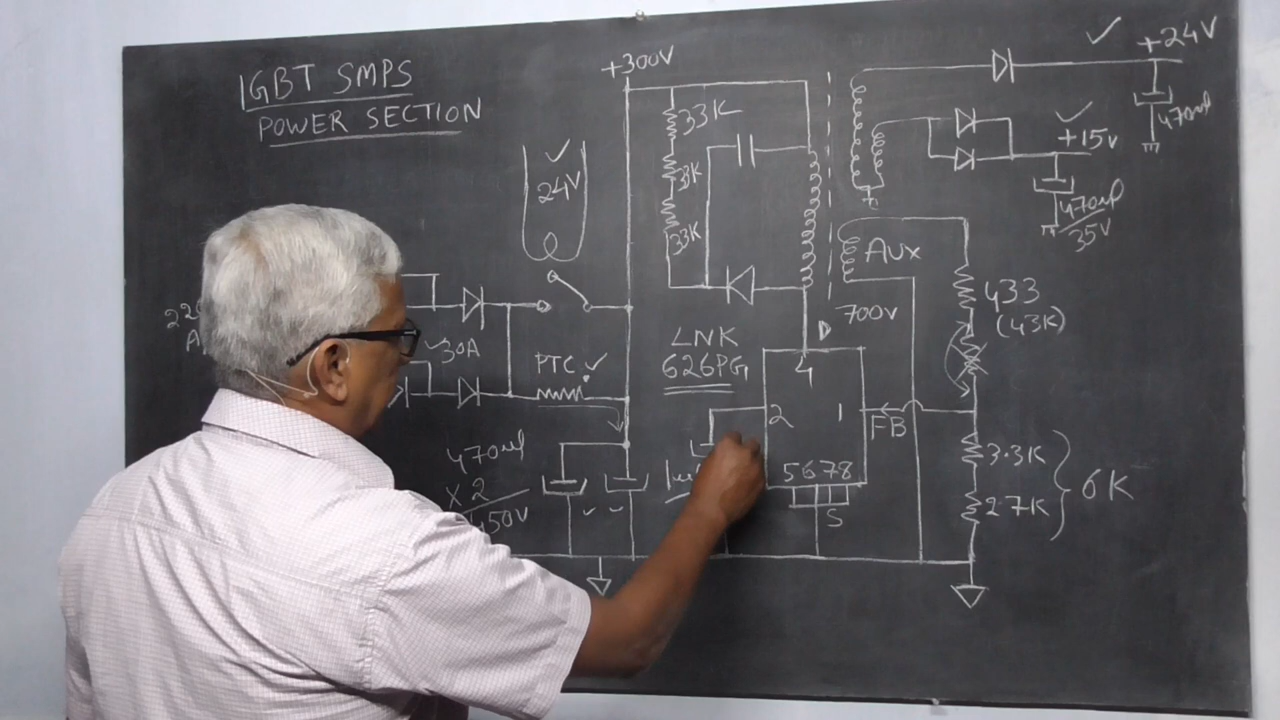 IGBT SMPS
POWER SECTION
+300V
24V
33K
33K
33K
+24V
470uf
+15V
470uf
35V
Aux
433
(43K)
700V
D
LNK
626PG
4
2
1
FB
5678
S
3.3K
2.7K
6K
30A
PTC
470uf
X 2
450V